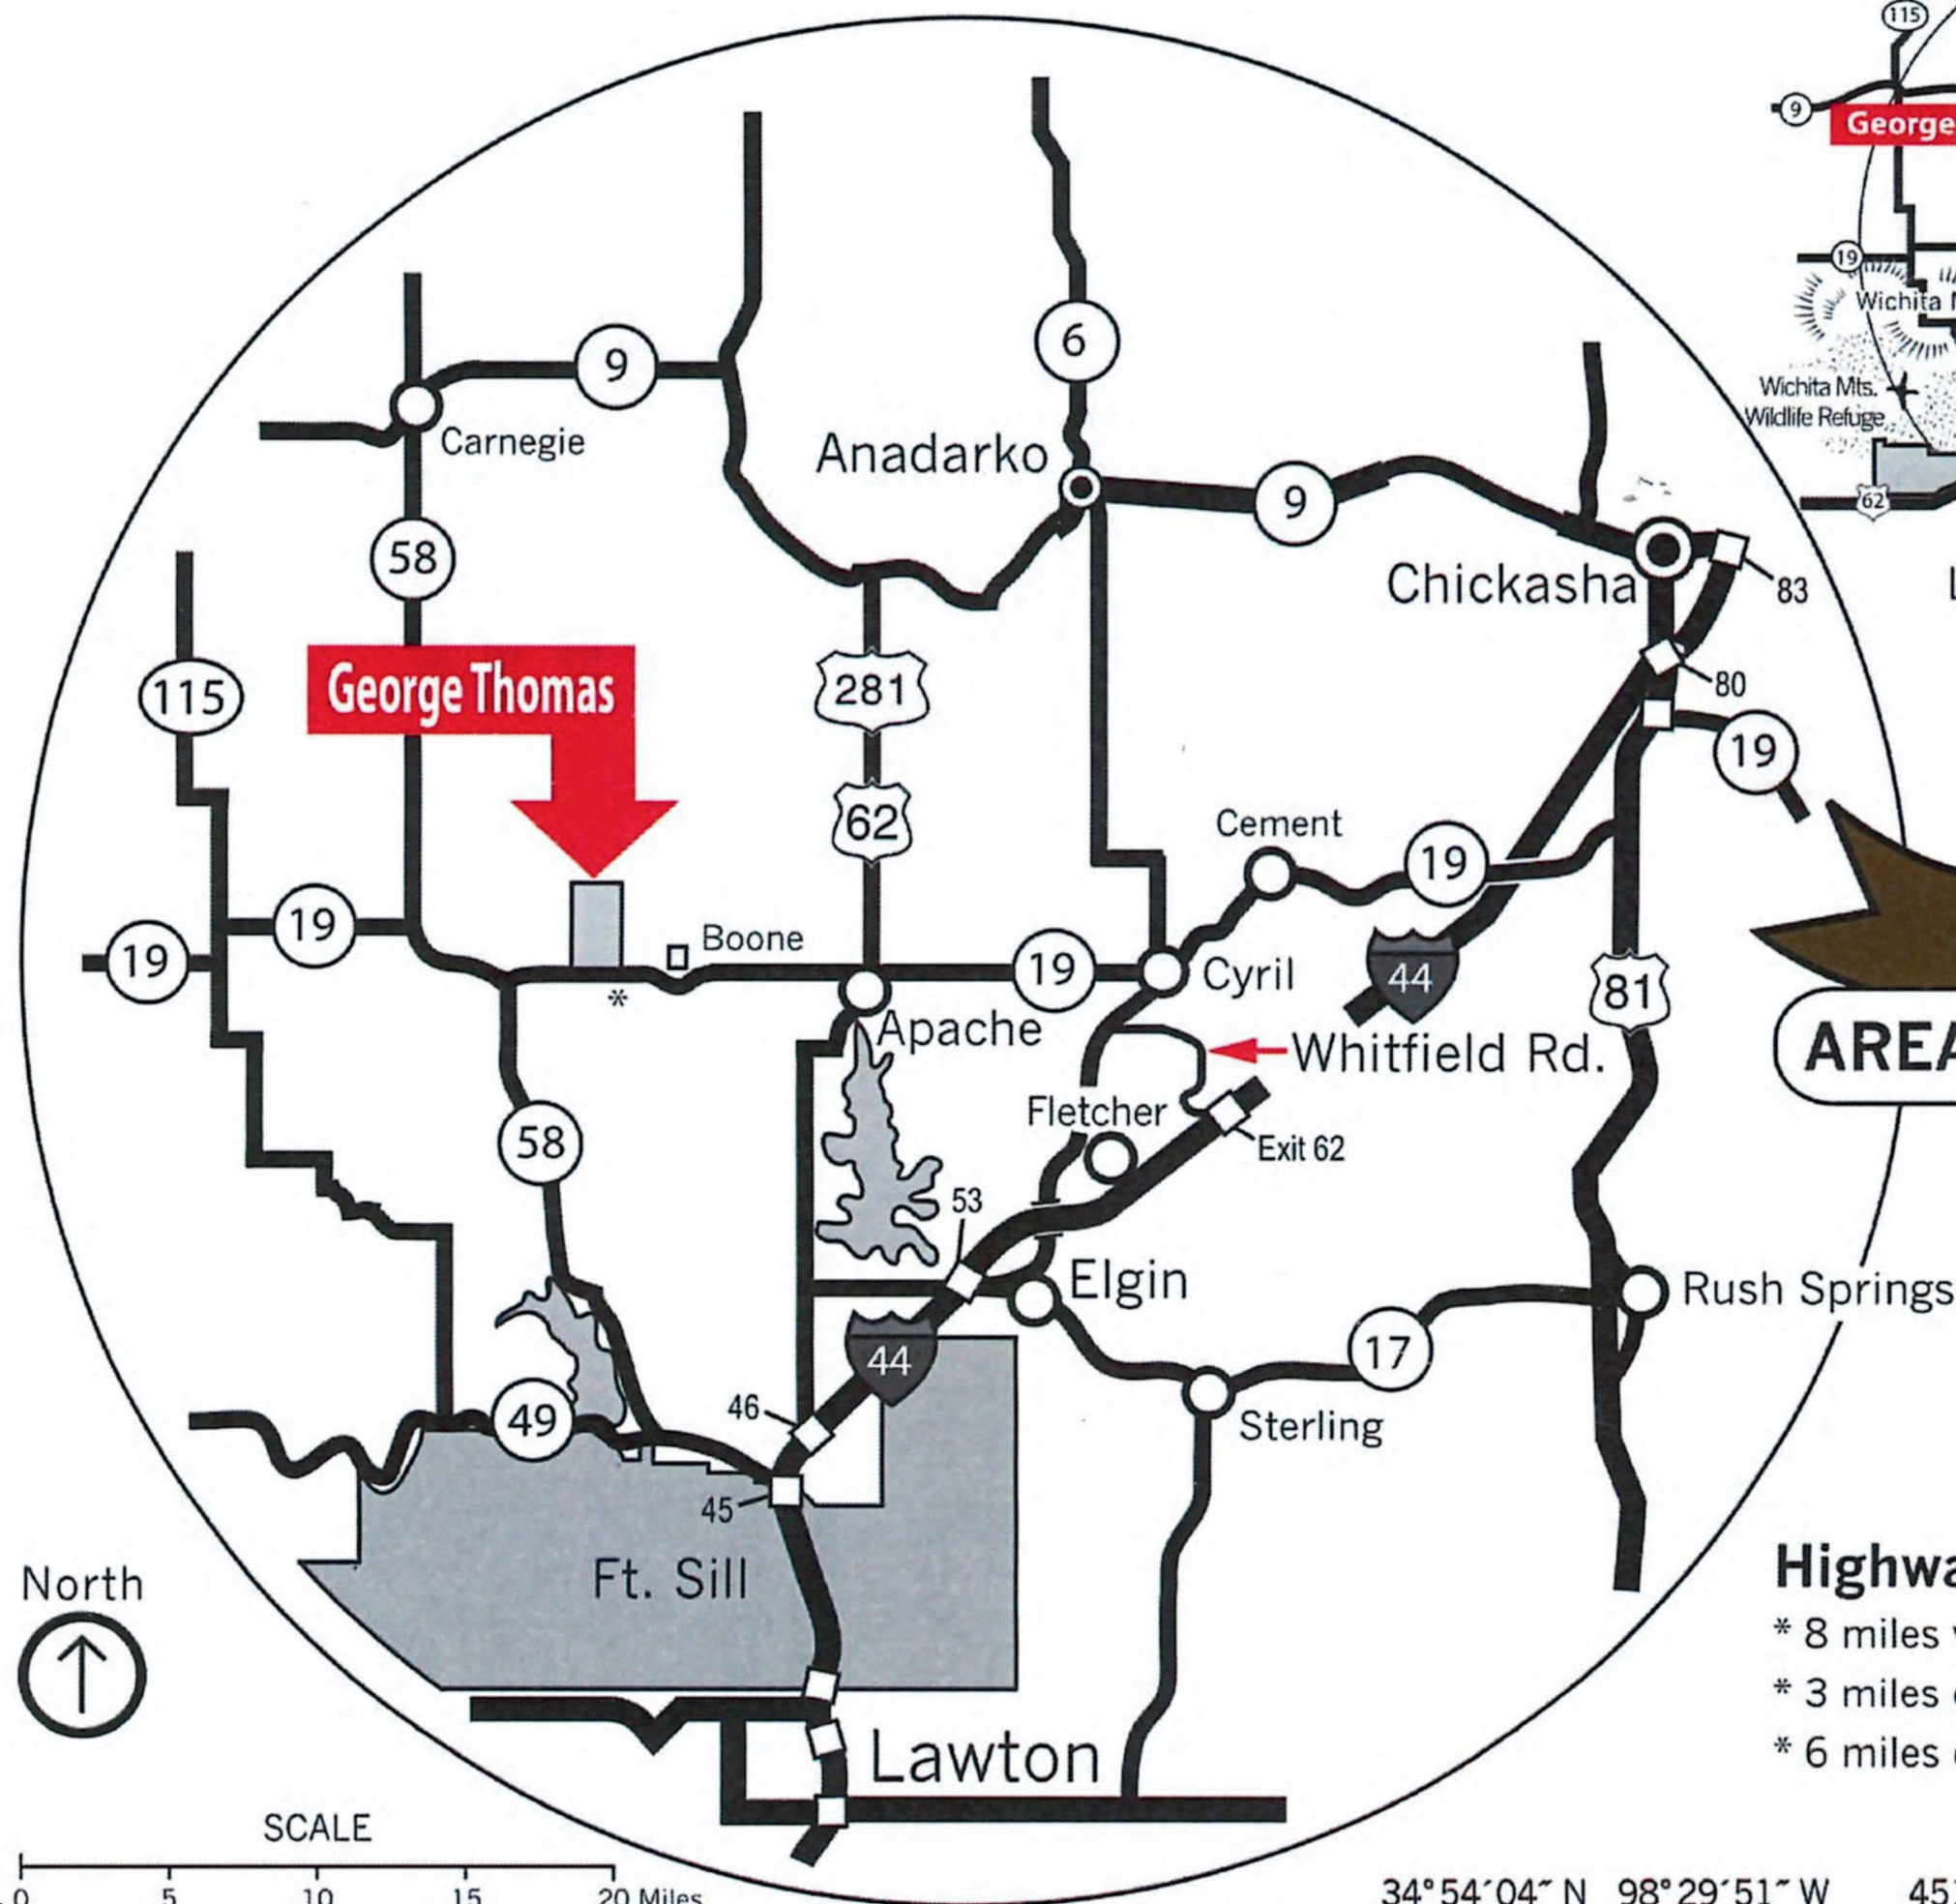 115
9
George
19
Wichita
Wichita Mts.
Wildlife Refuge
62
6
9
Carnegie
Anadarko
9
58
Chickasha
83
115
George Thomas
281
80
19
62
Cement
19
19
19
Boone
19
Cyril
44
81
Apache
Whitfield Rd.
AREA
Fletcher
58
Exit 62
53
Elgin
Rush Springs
44
17
46
49
Sterling
45
Ft. Sill
North
Highwa
* 8 miles
* 3 miles
* 6 miles
*
Lawton
SCALE
0 5 10 15 20 Miles
34°54′04″ N 98°29′51″ W 45